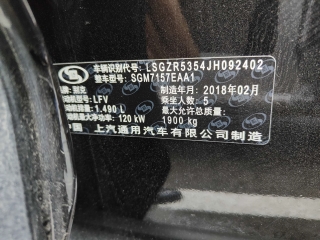 车辆识别代号: LSGZR5354JH092402
整车型号: SGM7157EAA1
品牌: 别克 制造年月: 2018年02月
发动机型号: LFV 乘坐人数: 5
发动机排量: 1.490 L 最大允许总质量:
发动机最大净功率: 120 kW 1900 kg
国 上汽通用汽车有限公司制造